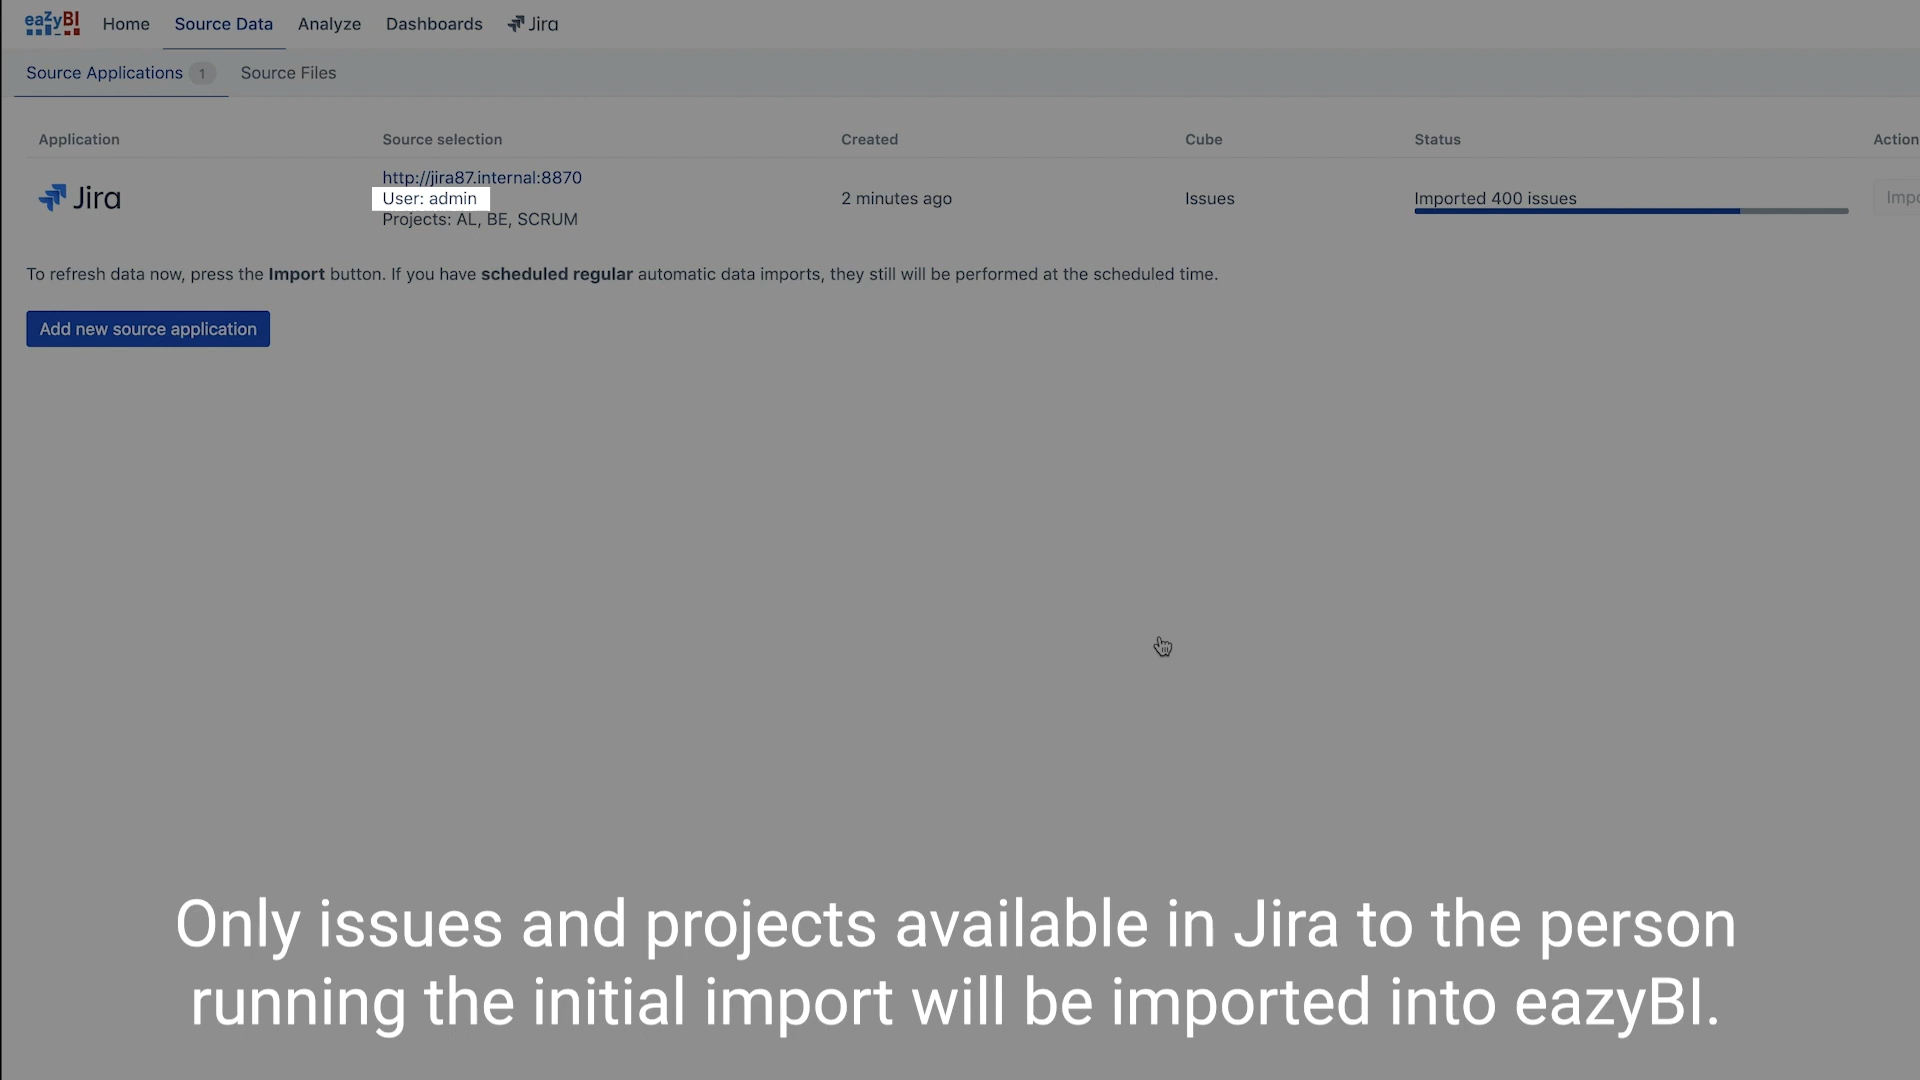 eazyBI Home Source Data Analyze Dashboards Jira
Source Applications 1 Source Files
Application Source selection Created Cube Status Action
Jira
http://jira87.internal:8870
User: admin
Projects: AL, BE, SCRUM
2 minutes ago
Issues
Imported 400 issues
Impo
To refresh data now, press the Import button. If you have scheduled regular automatic data imports, they still will be performed at the scheduled time.
Add new source application
Only issues and projects available in Jira to the person
running the initial import will be imported into eazyBI.